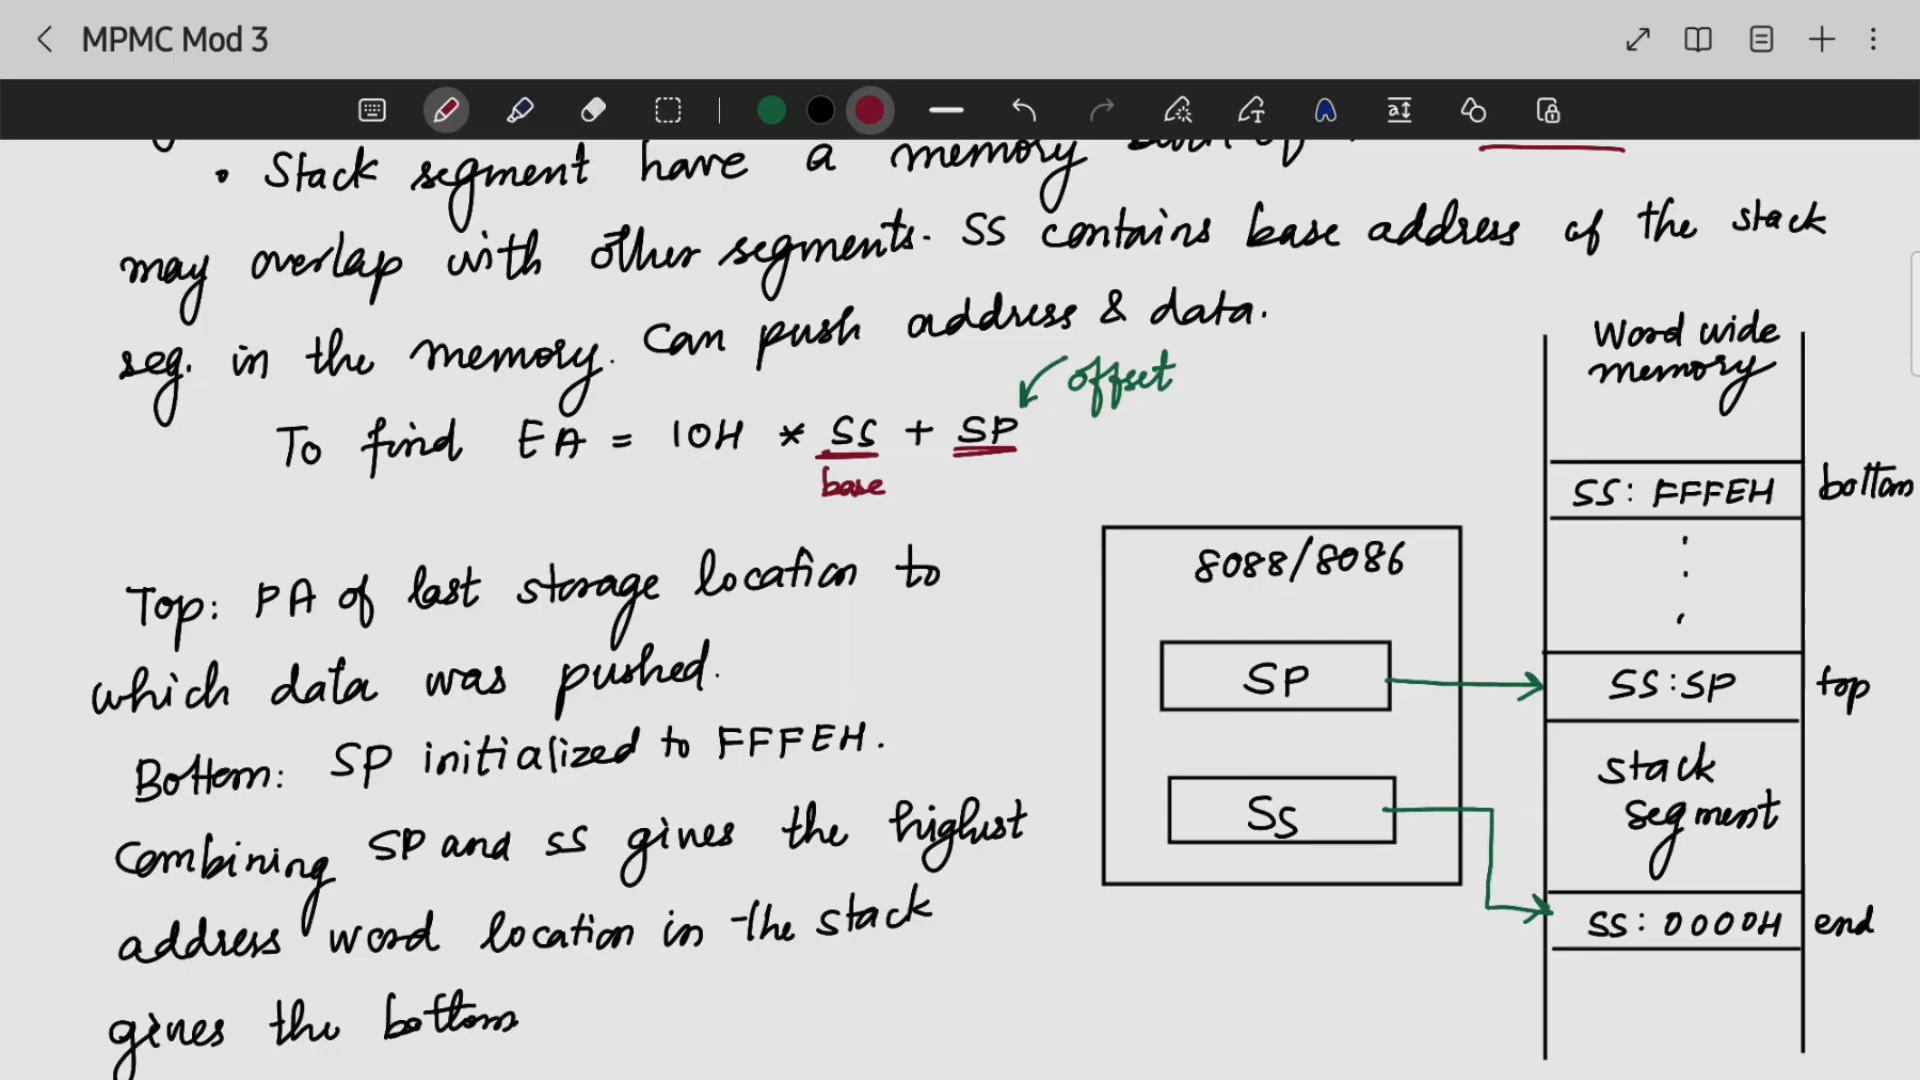 MPMC Mod 3
. Stack segment have a memory
may overlap with other segments. SS contains base address of the stack
seg. in the memory. Can push address & data.
offset
To find EA = 10H * SS + SP
base
Top: PA of last storage location to
which data was pushed.
Bottom: SP initialized to FFFEH.
Combining SP and SS gives the highest
address word location in the stack
gives the bottom
8088/8086
SP
SS
Word wide
memory
SS: FFFEH bottom
SS:SP top
stack
segment
SS: 0000H end